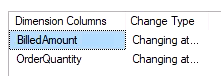 Dimension Columns Change Type
BilledAmount Changing at...
OrderQuantity Changing at...